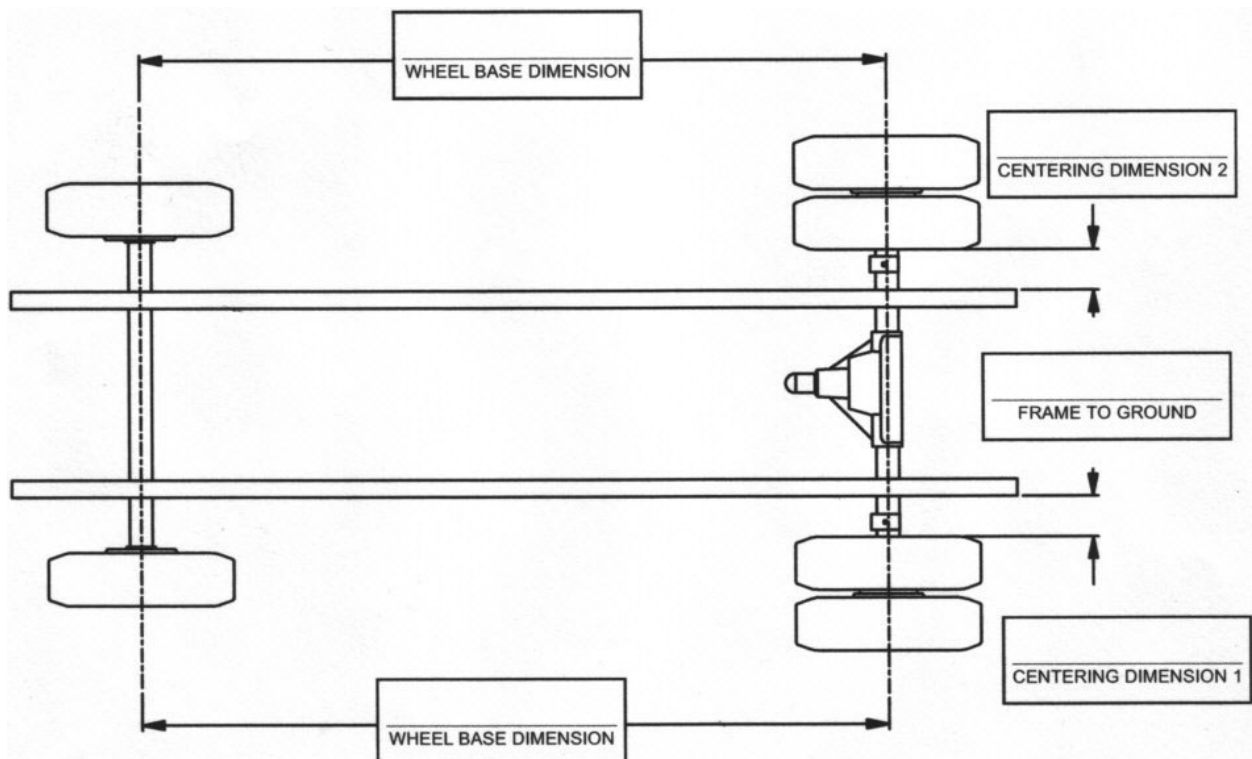 WHEEL BASE DIMENSION
CENTERING DIMENSION 2
FRAME TO GROUND
CENTERING DIMENSION 1
WHEEL BASE DIMENSION